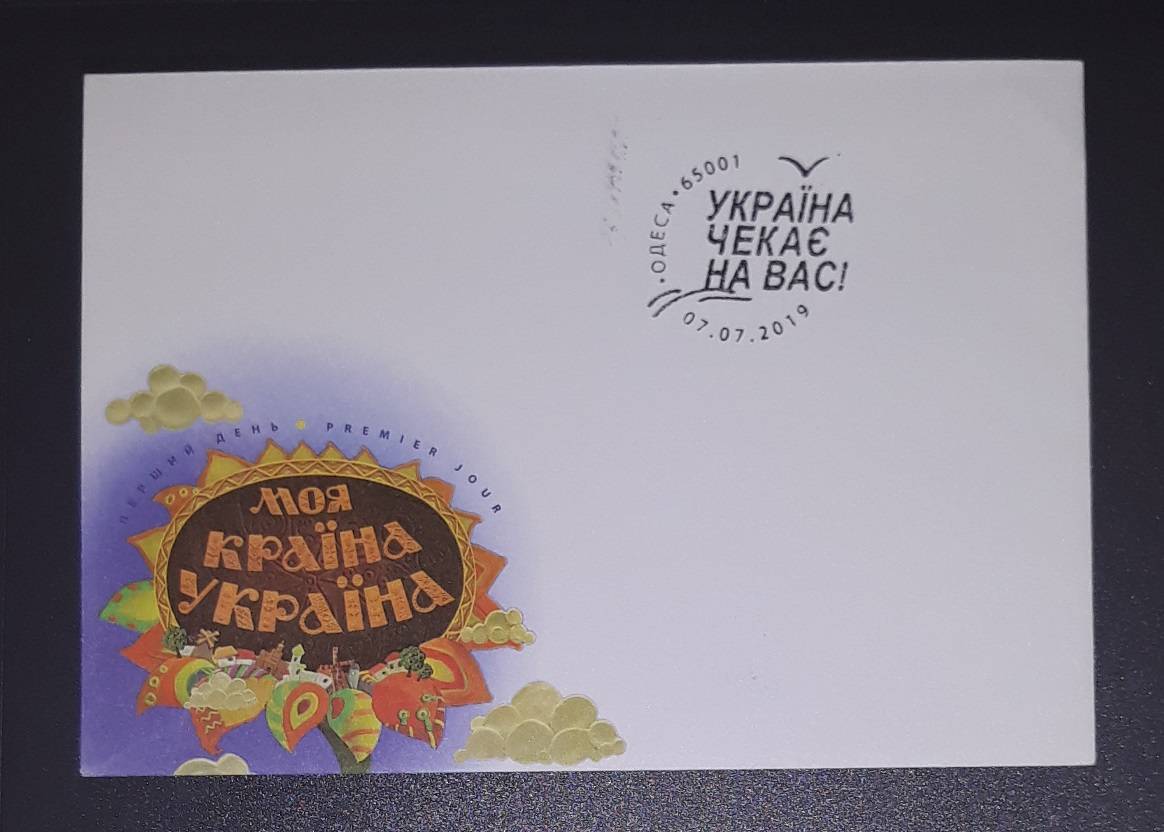 ОДЕСА • 65001
УКРАЇНА
ЧЕКАЄ
НА ВАС!
07.07.2019
ПЕРШИЙ ДЕНЬ • PREMIER JOUR
МОЯ
КРАЇНА
УКРАЇНА